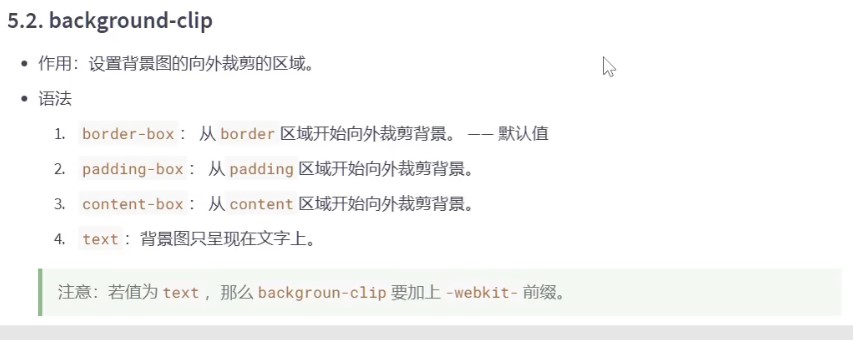 5.2. background-clip
• 作用：设置背景图的向外裁剪的区域。
• 语法
1. border-box： 从 border 区域开始向外裁剪背景。 —— 默认值
2. padding-box： 从 padding 区域开始向外裁剪背景。
3. content-box： 从 content 区域开始向外裁剪背景。
4. text：背景图只呈现在文字上。
注意：若值为 text ，那么 backgroun-clip 要加上 -webkit- 前缀。